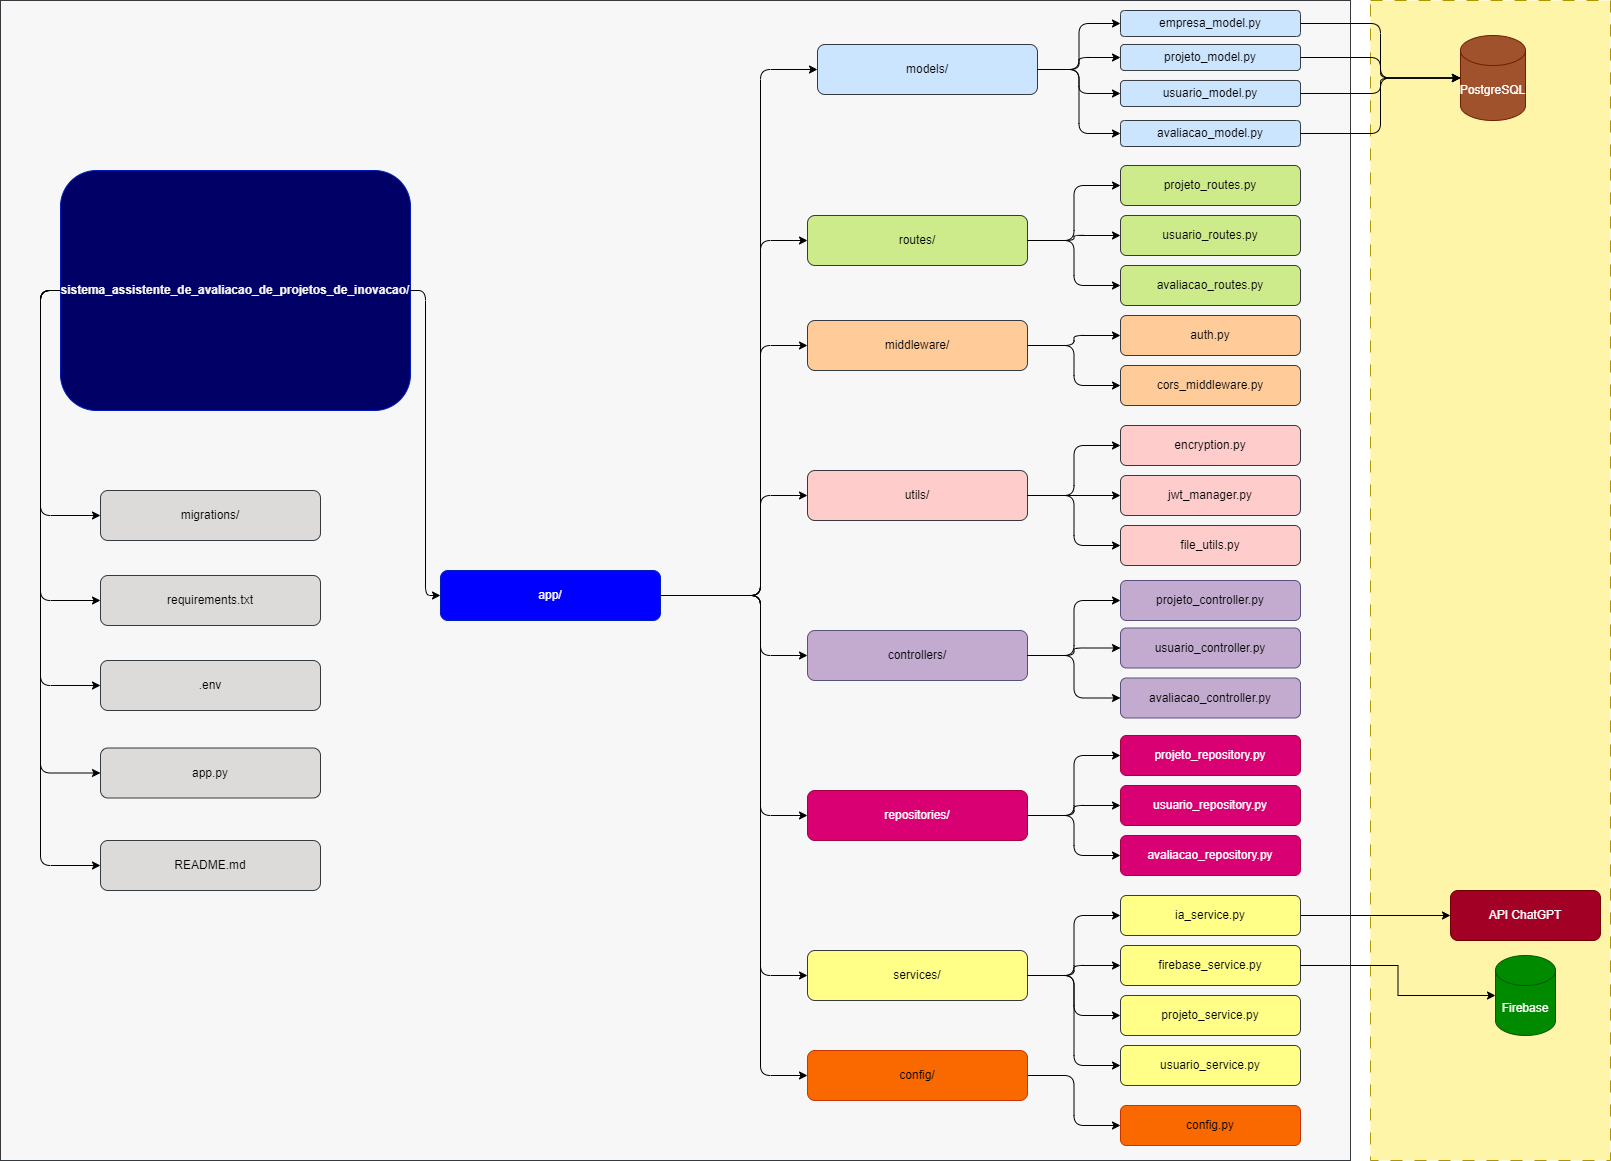 sistema_assistente_de_avaliacao_de_projetos_de_inovacao/
migrations/
requirements.txt
.env
app.py
README.md
app/
models/
empresa_model.py
projeto_model.py
usuario_model.py
avaliacao_model.py
routes/
projeto_routes.py
usuario_routes.py
avaliacao_routes.py
middleware/
auth.py
cors_middleware.py
utils/
encryption.py
jwt_manager.py
file_utils.py
controllers/
projeto_controller.py
usuario_controller.py
avaliacao_controller.py
repositories/
projeto_repository.py
usuario_repository.py
avaliacao_repository.py
services/
ia_service.py
firebase_service.py
projeto_service.py
usuario_service.py
config/
config.py
PostgreSQL
API ChatGPT
Firebase